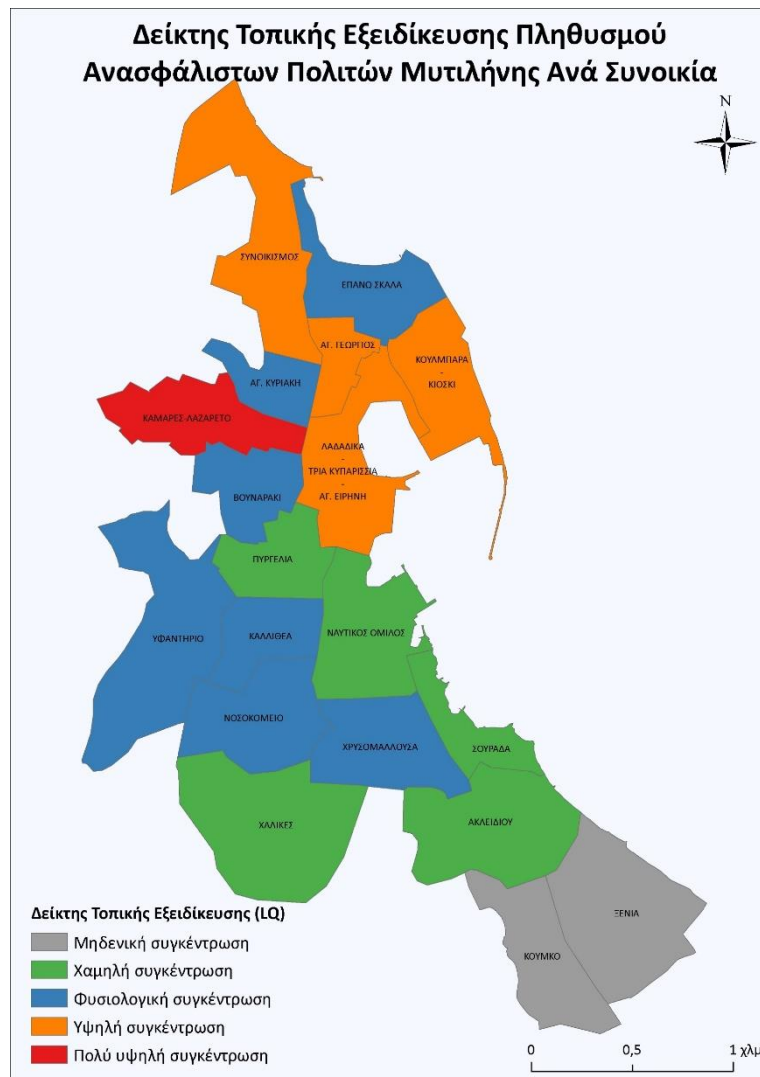 Δείκτης Τοπικής Εξειδίκευσης Πληθυσμού
Ανασφάλιστων Πολιτών Μυτιλήνης Ανά Συνοικία
N
ΣΥΝΟΙΚΙΣΜΟΣ
ΕΠΑΝΩ ΣΚΑΛΑ
ΑΓ. ΓΕΩΡΓΙΟΣ
ΚΟΥΛΜΠΑΡΑ
-
ΚΙΟΣΚΙ
ΑΓ. ΚΥΡΙΑΚΗ
ΚΑΜΑΡΕΣ-ΛΑΖΑΡΕΤΟ
ΛΑΔΑΔΙΚΑ
-
ΤΡΙΑ ΚΥΠΑΡΙΣΣΙΑ
-
ΑΓ. ΕΙΡΗΝΗ
ΒΟΥΝΑΡΑΚΙ
ΠΥΡΓΕΛΙΑ
ΥΦΑΝΤΗΡΙΟ
ΚΑΛΛΙΘΕΑ
ΝΑΥΤΙΚΟΣ ΟΜΙΛΟΣ
ΝΟΣΟΚΟΜΕΙΟ
ΧΡΥΣΟΜΑΛΛΟΥΣΑ
ΣΟΥΡΑΔΑ
ΧΑΛΙΚΕΣ
ΑΚΛΕΙΔΙΟΥ
ΞΕΝΙΑ
ΚΟΥΜΚΟ
Δείκτης Τοπικής Εξειδίκευσης (LQ)
Μηδενική συγκέντρωση
Χαμηλή συγκέντρωση
Φυσιολογική συγκέντρωση
Υψηλή συγκέντρωση
Πολύ υψηλή συγκέντρωση
0 0,5 1 χλμ